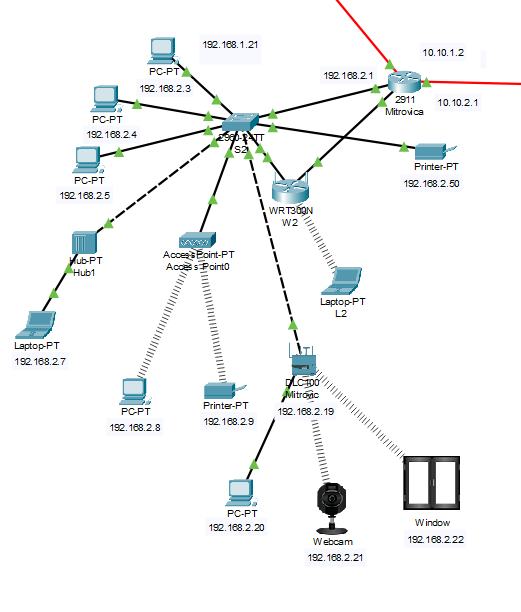 192.168.1.21
10.10.1.2
PC-PT
192.168.2.1
192.168.2.3
2911
Mitrovica
10.10.2.1
PC-PT
192.168.2.4
2960-24TT
S2
PC-PT
192.168.2.5
Printer-PT
192.168.2.50
WRT300N
W2
Hub-PT
Hub1
AccessPoint-PT
Access Point0
Laptop-PT
L2
Laptop-PT
192.168.2.7
DLC100
Mitrovic
192.168.2.19
PC-PT
192.168.2.8
Printer-PT
192.168.2.9
PC-PT
192.168.2.20
Webcam
192.168.2.21
Window
192.168.2.22